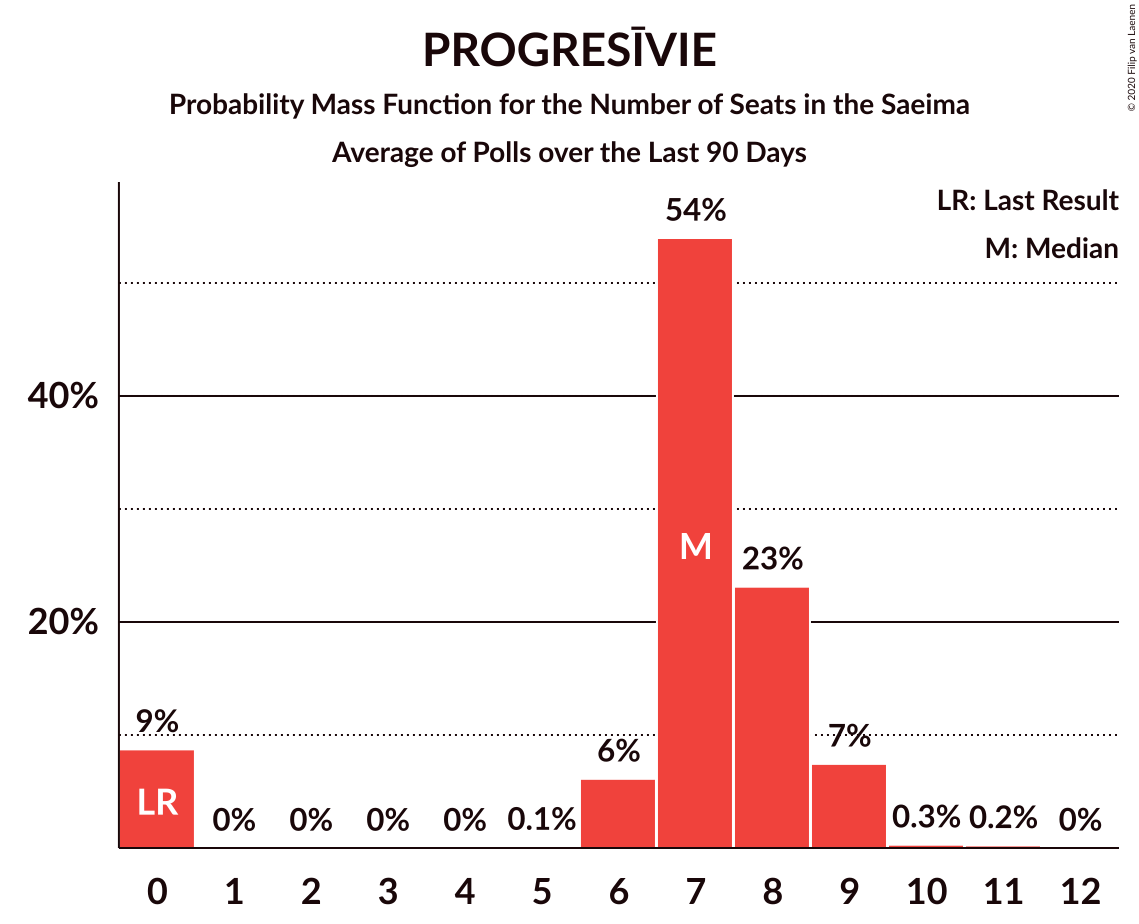 PROGRESĪVIE
Probability Mass Function for the Number of Seats in the Saeima
Average of Polls over the Last 90 Days
© 2020 Filip van Laenen
LR: Last Result
M: Median
54%
40%
M
23%
20%
9%
7%
6%
LR
0% 0% 0% 0% 0.1% 0.3% 0.2% 0%
0 1 2 3 4 5 6 7 8 9 10 11 12